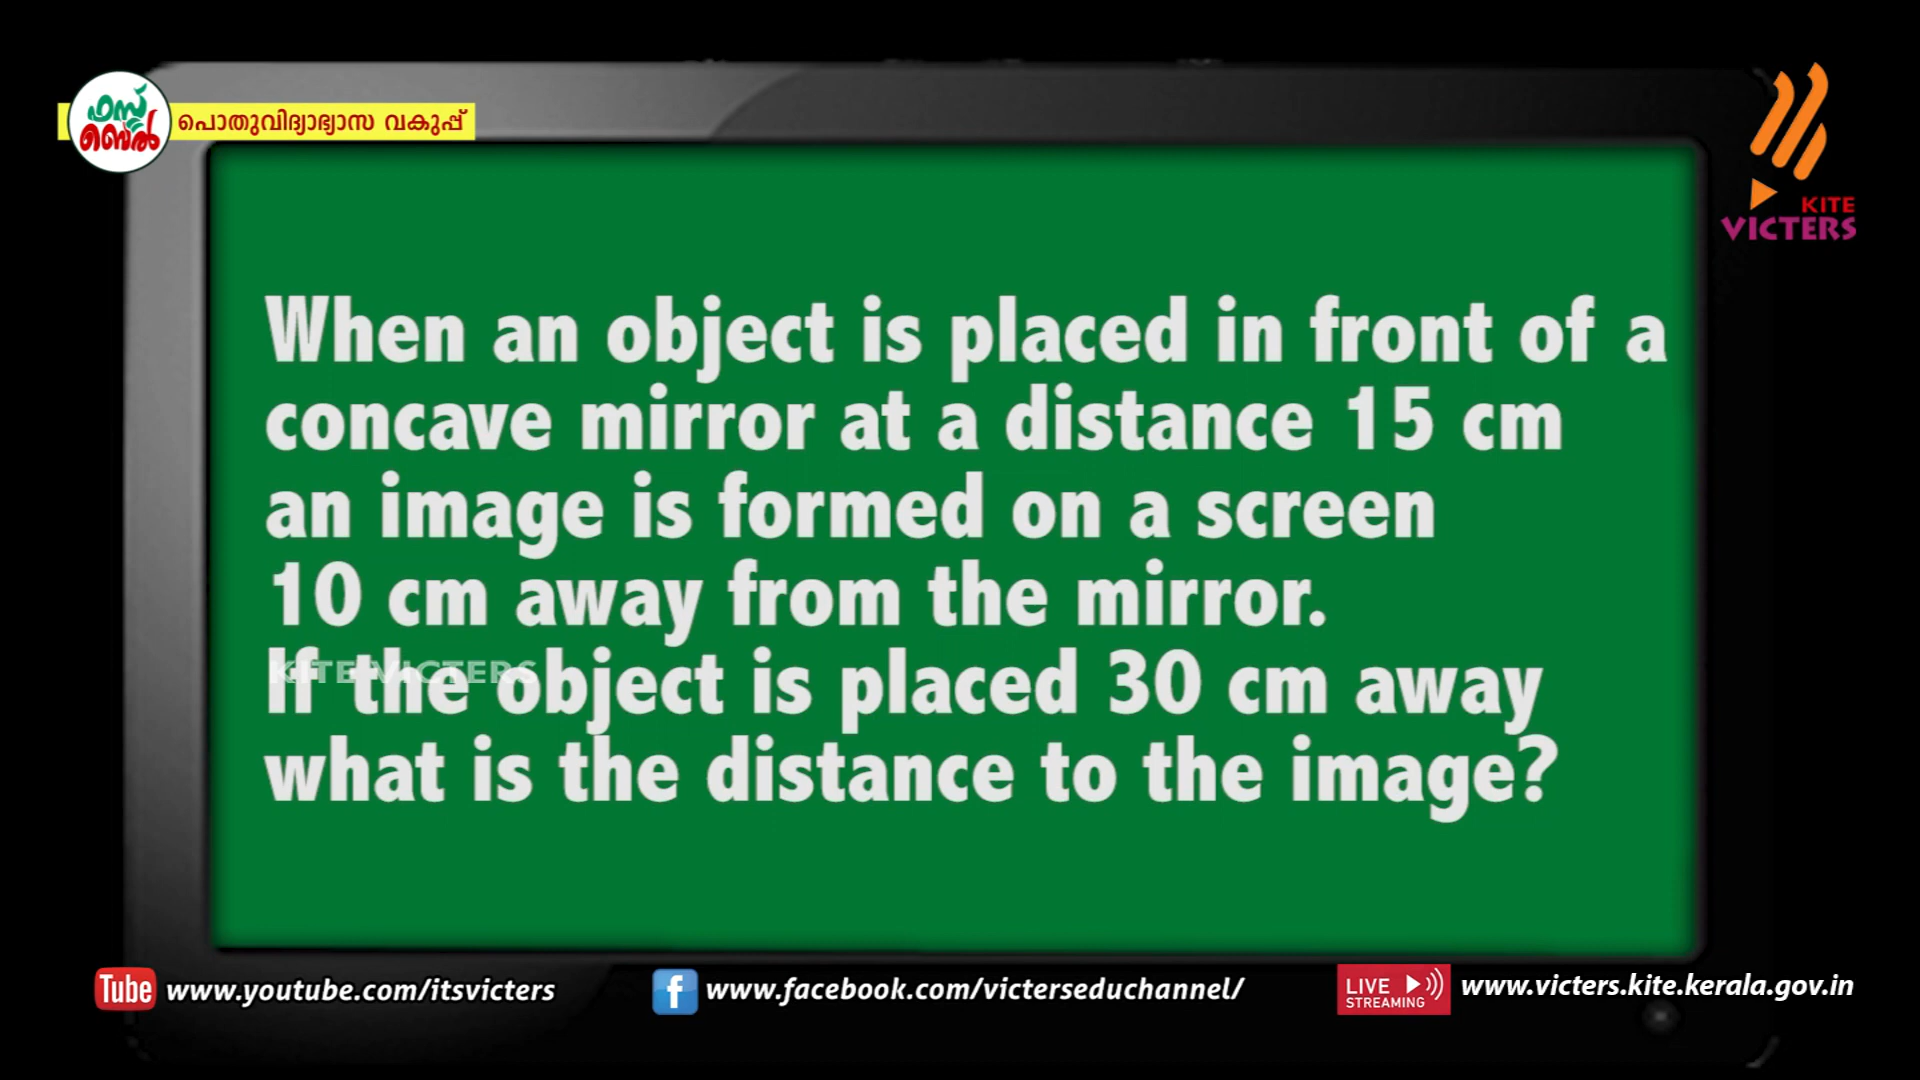 ഫസ്റ്റ്
ബെൽ
പൊതുവിദ്യാഭ്യാസ വകുപ്പ്
KITE
VICTERS
When an object is placed in front of a
concave mirror at a distance 15 cm
an image is formed on a screen
10 cm away from the mirror.
KITE VICTERS
If the object is placed 30 cm away
what is the distance to the image?
Tube www.youtube.com/itsvicters
f www.facebook.com/victerseduchannel/
LIVE
STREAMING
www.victers.kite.kerala.gov.in